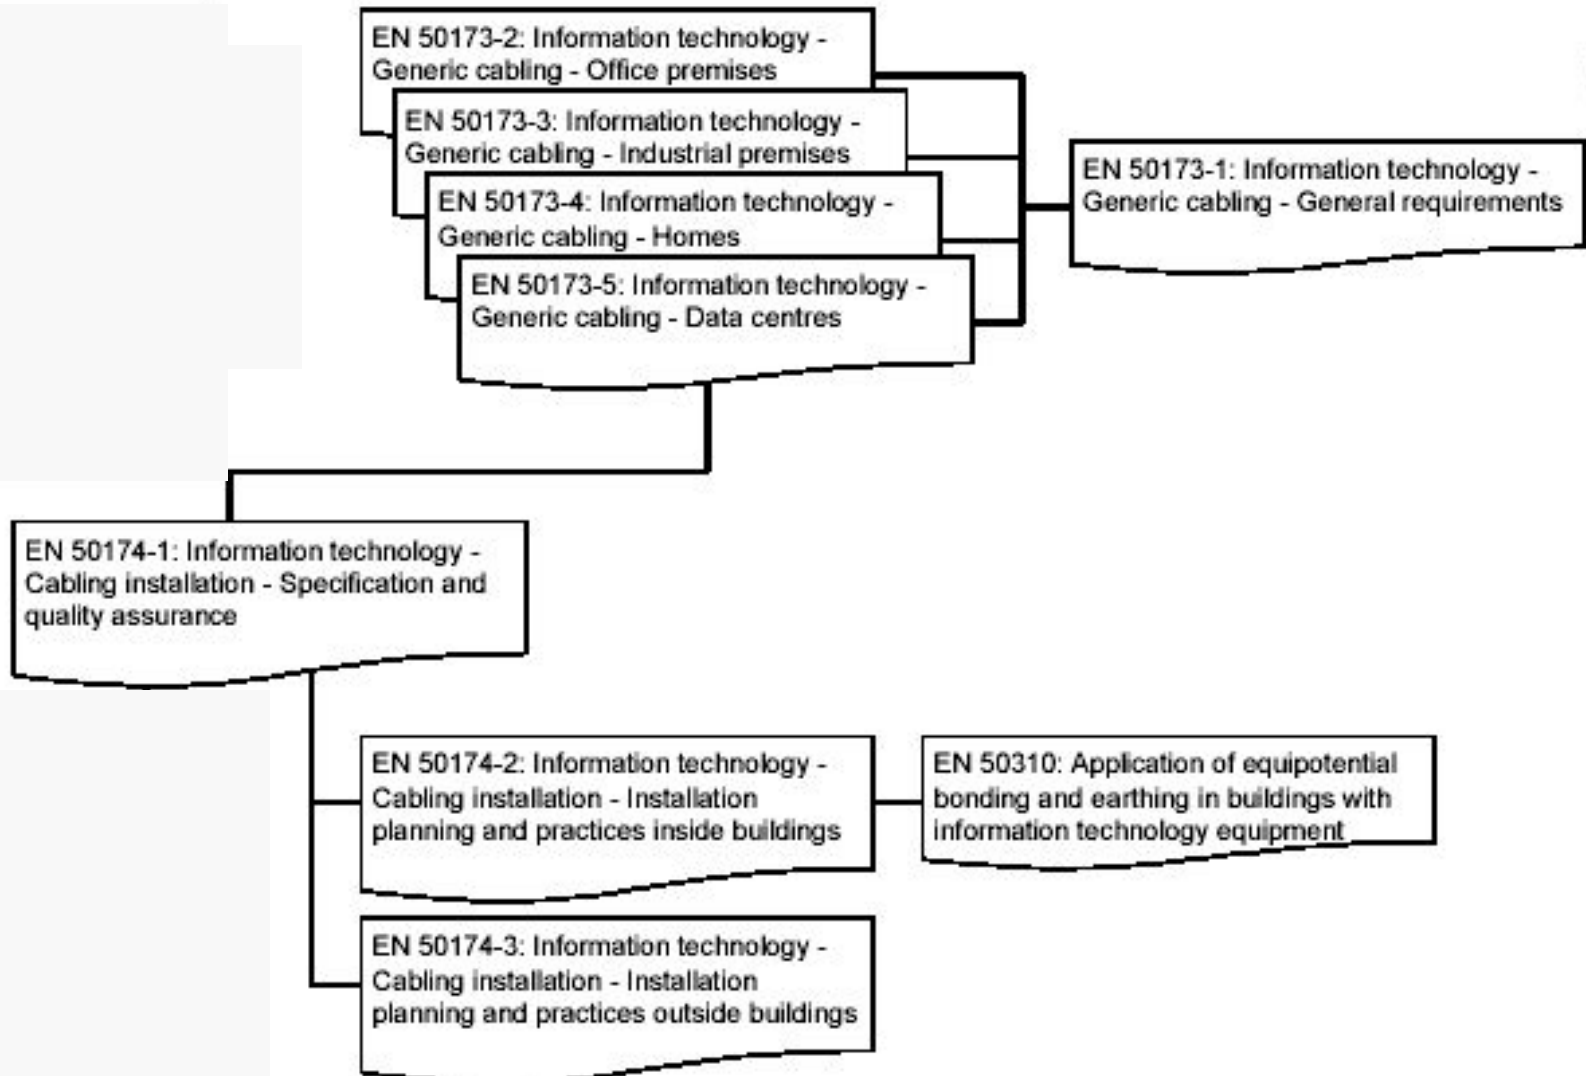 EN 50173-2: Information technology -
Generic cabling - Office premises
EN 50173-3: Information technology -
Generic cabling - Industrial premises
EN 50173-4: Information technology -
Generic cabling - Homes
EN 50173-5: Information technology -
Generic cabling - Data centres
EN 50173-1: Information technology -
Generic cabling - General requirements
EN 50174-1: Information technology -
Cabling installation - Specification and
quality assurance
EN 50174-2: Information technology -
Cabling installation - Installation
planning and practices inside buildings
EN 50310: Application of equipotential
bonding and earthing in buildings with
information technology equipment
EN 50174-3: Information technology -
Cabling installation - Installation
planning and practices outside buildings